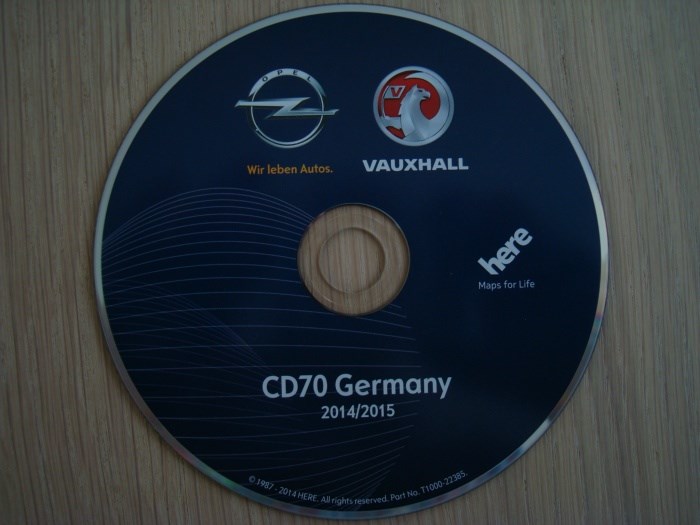 OPEL
Wir leben Autos.
V
VAUXHALL
here
Maps for Life
CD70 Germany
2014/2015
© 1987 - 2014 HERE. All rights reserved. Part No. T1000-22385.